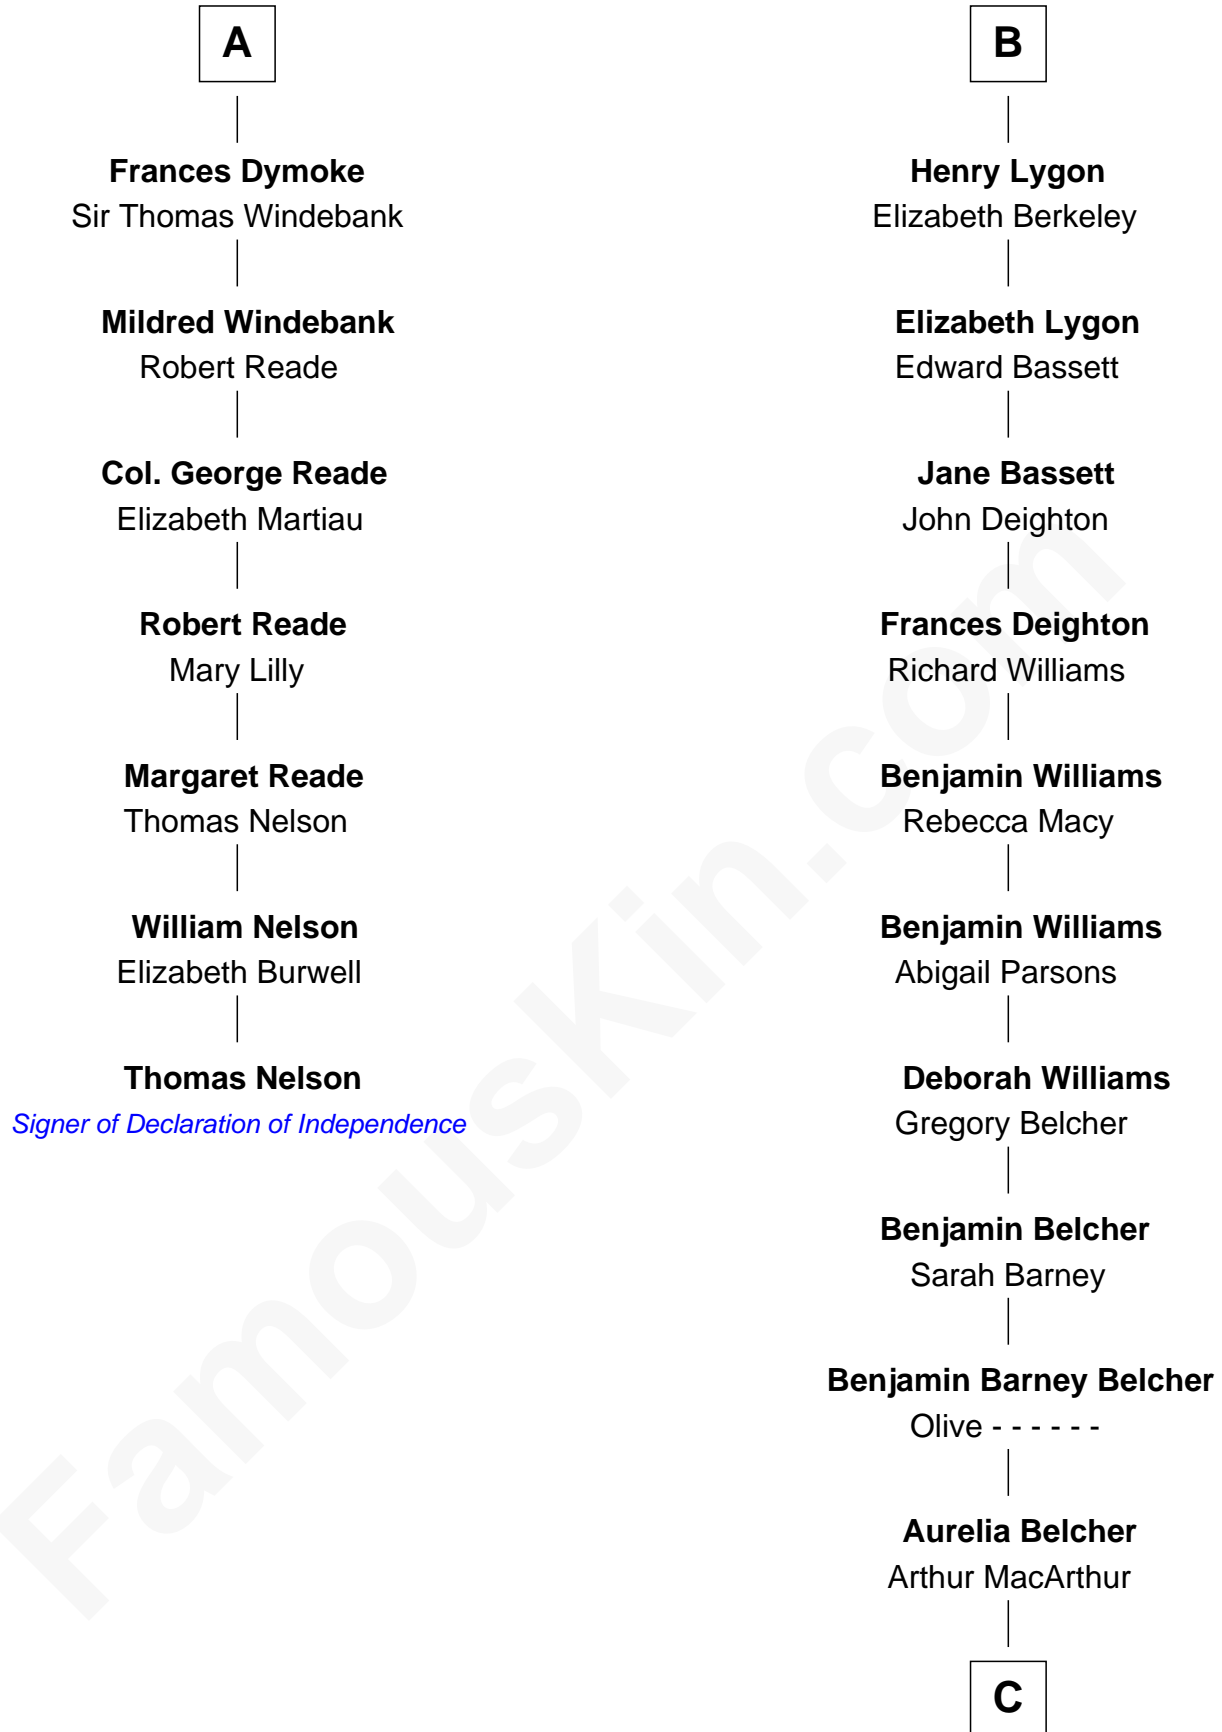 A
Frances Dymoke
Sir Thomas Windebank
Mildred Windebank
Robert Reade
Col. George Reade
Elizabeth Martiau
Robert Reade
Mary Lilly
Margaret Reade
Thomas Nelson
William Nelson
Elizabeth Burwell
Thomas Nelson
Signer of Declaration of Independence
B
Henry Lygon
Elizabeth Berkeley
Elizabeth Lygon
Edward Bassett
Jane Bassett
John Deighton
Frances Deighton
Richard Williams
Benjamin Williams
Rebecca Macy
Benjamin Williams
Abigail Parsons
Deborah Williams
Gregory Belcher
Benjamin Belcher
Sarah Barney
Benjamin Barney Belcher
Olive - - - - - -
Aurelia Belcher
Arthur MacArthur
C
FamousKin.com